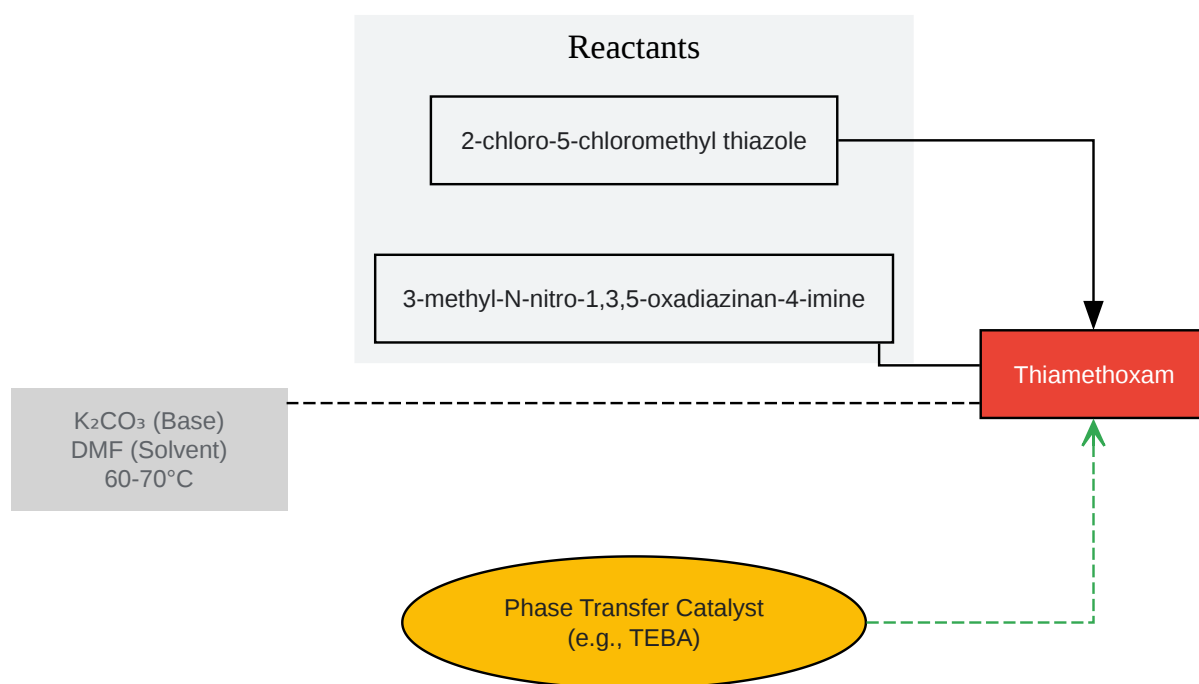 Reactants
2-chloro-5-chloromethyl thiazole
3-methyl-N-nitro-1,3,5-oxadiazinan-4-imine
Thiamethoxam
K₂CO₃ (Base)
DMF (Solvent)
60-70°C
Phase Transfer Catalyst
(e.g., TEBA)